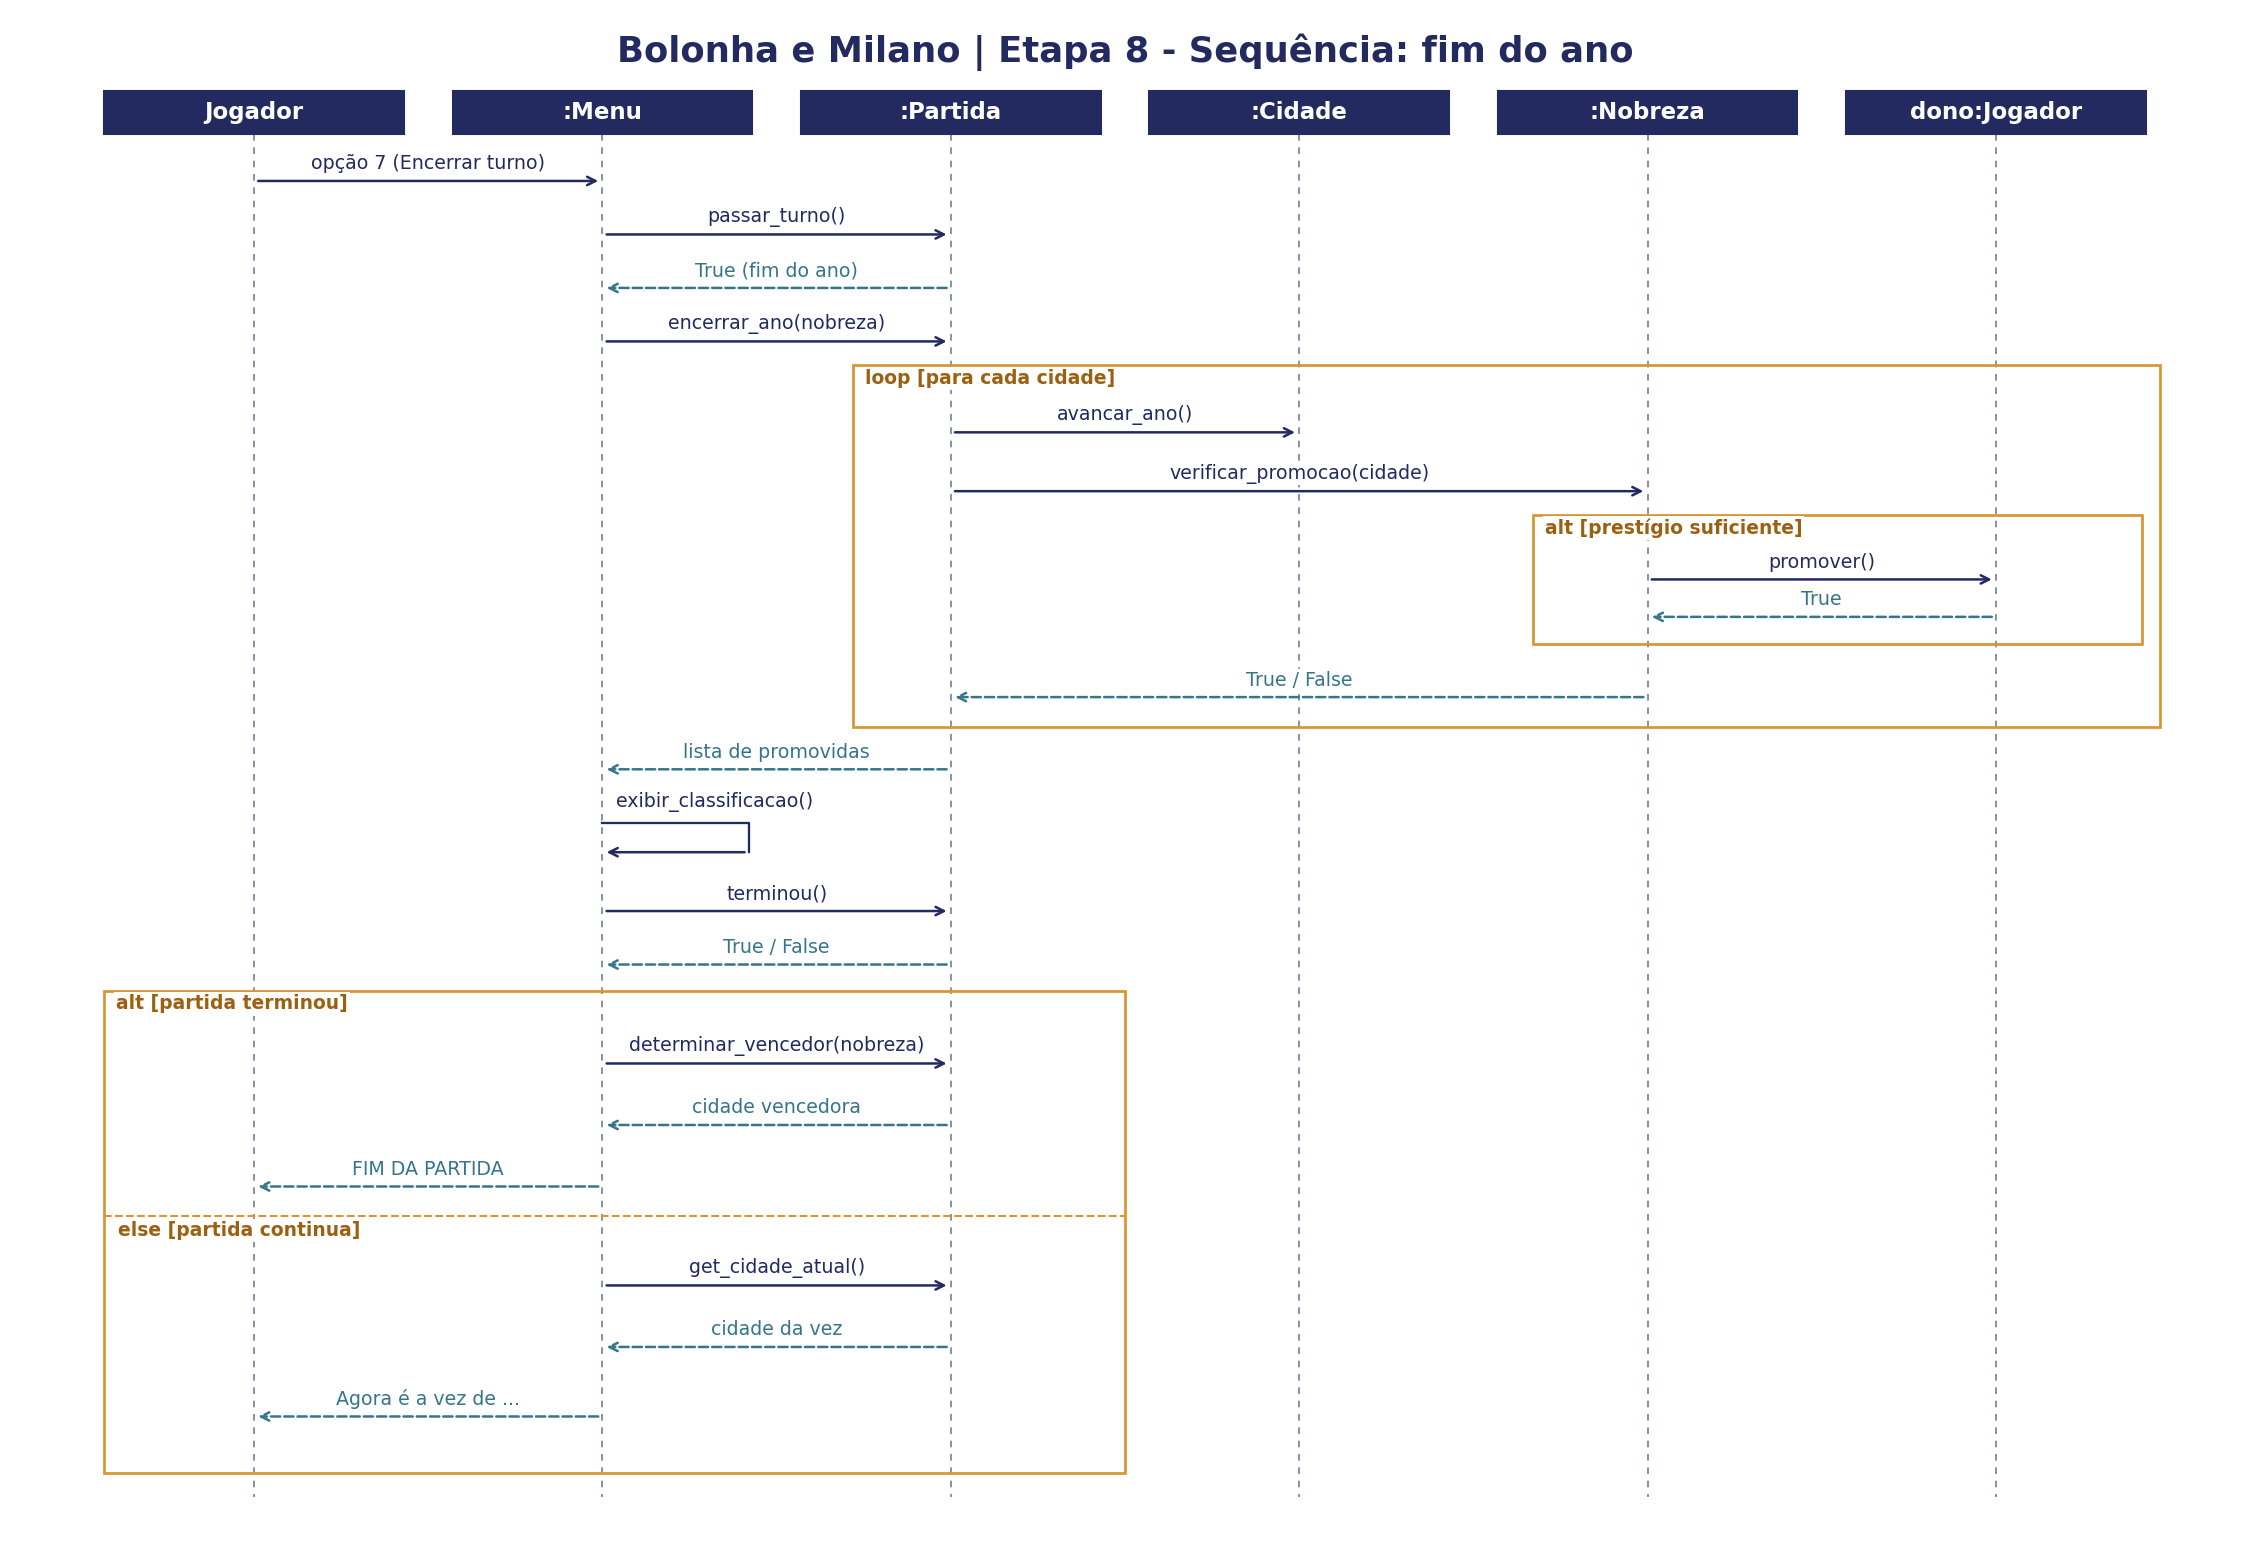 Bolonha e Milano | Etapa 8 - Sequência: fim do ano
Jogador
:Menu
:Partida
:Cidade
:Nobreza
dono:Jogador
opção 7 (Encerrar turno)
passar_turno()
True (fim do ano)
encerrar_ano(nobreza)
loop [para cada cidade]
avancar_ano()
verificar_promocao(cidade)
alt [prestígio suficiente]
promover()
True
True / False
lista de promovidas
exibir_classificacao()
terminou()
True / False
alt [partida terminou]
determinar_vencedor(nobreza)
cidade vencedora
FIM DA PARTIDA
else [partida continua]
get_cidade_atual()
cidade da vez
Agora é a vez de ...